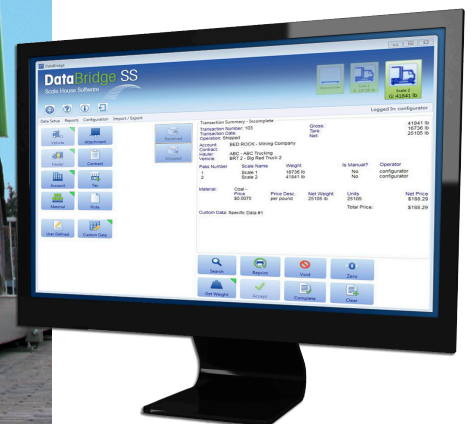 DataBridge
DataBridge SS
Scale House Software
Scale 2
G: 41841 lb
Data Setup Reports Configuration Import / Export
Logged In: configurator
Vehicle
Attachment
Received
Hauler
Contract
Shipped
Account
Tax
Material
Note
User Defined
Custom Data
Transaction Summary - Incomplete
Transaction Number: 103
Transaction Date:
Operation: Shipped
Gross: 41841 lb
Tare: 16736 lb
Net: 25105 lb
Account BED ROCK - Mining Company
Contract
Hauler ABC - ABC Trucking
Vehicle BRT 2 - Big Red Truck 2
Pass Number Scale Name Weight Is Manual? Operator
1 Scale 1 16736 lb No configurator
2 Scale 2 41841 lb No configurator
Material: Coal -
Price Price Desc. Net Weight Units Net Price
$0.0075 per pound 25105 lb 25105 lb $188.29
Total Price: $188.29
Custom Data: Specific Data #1
Search
Reprint
Void
Zero
Get Weight
Accept
Complete
Clear